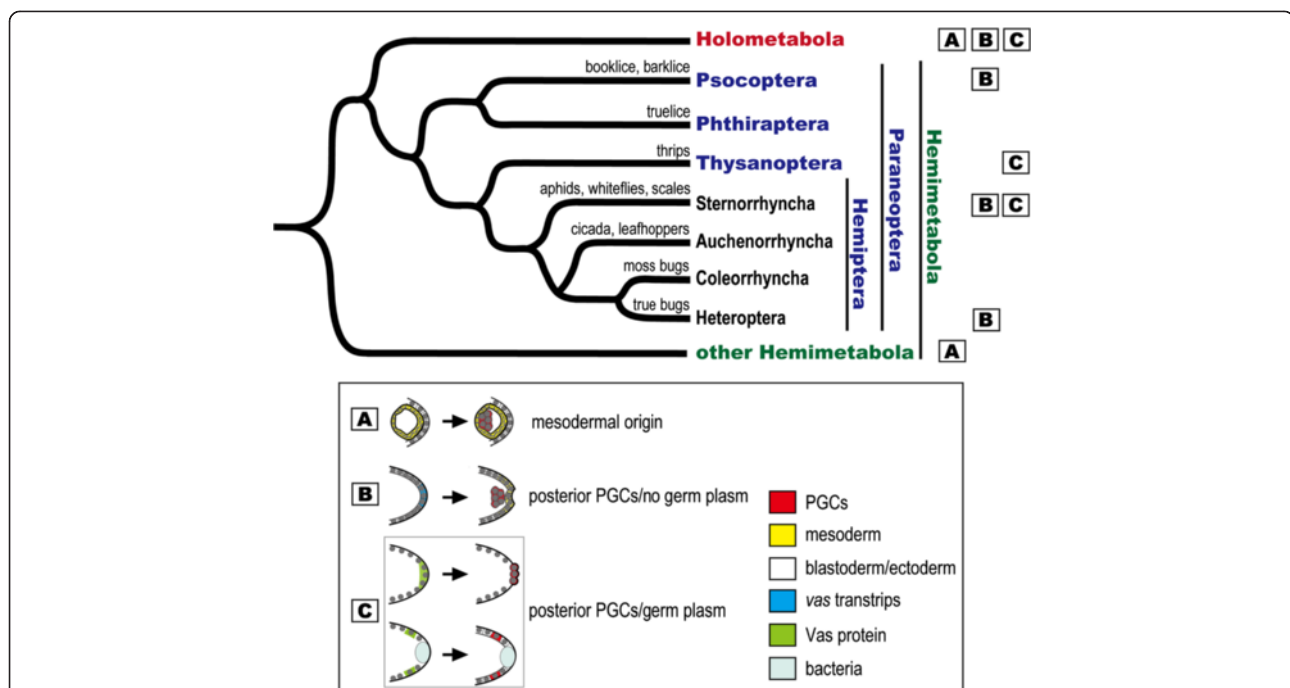 Holometabola A B C
booklice, barklice
Psocoptera B
truelice
Phthiraptera
thrips
Thysanoptera C
aphids, whiteflies, scales
Sternorrhyncha B C
cicada, leafhoppers
Auchenorrhyncha
moss bugs
Coleorrhyncha
true bugs
Heteroptera B
other Hemimetabola A
Hemiptera
Paraneoptera
Hemimetabola
A mesodermal origin
B posterior PGCs/no germ plasm
C posterior PGCs/germ plasm
PGCs
mesoderm
blastoderm/ectoderm
vas transtrips
Vas protein
bacteria